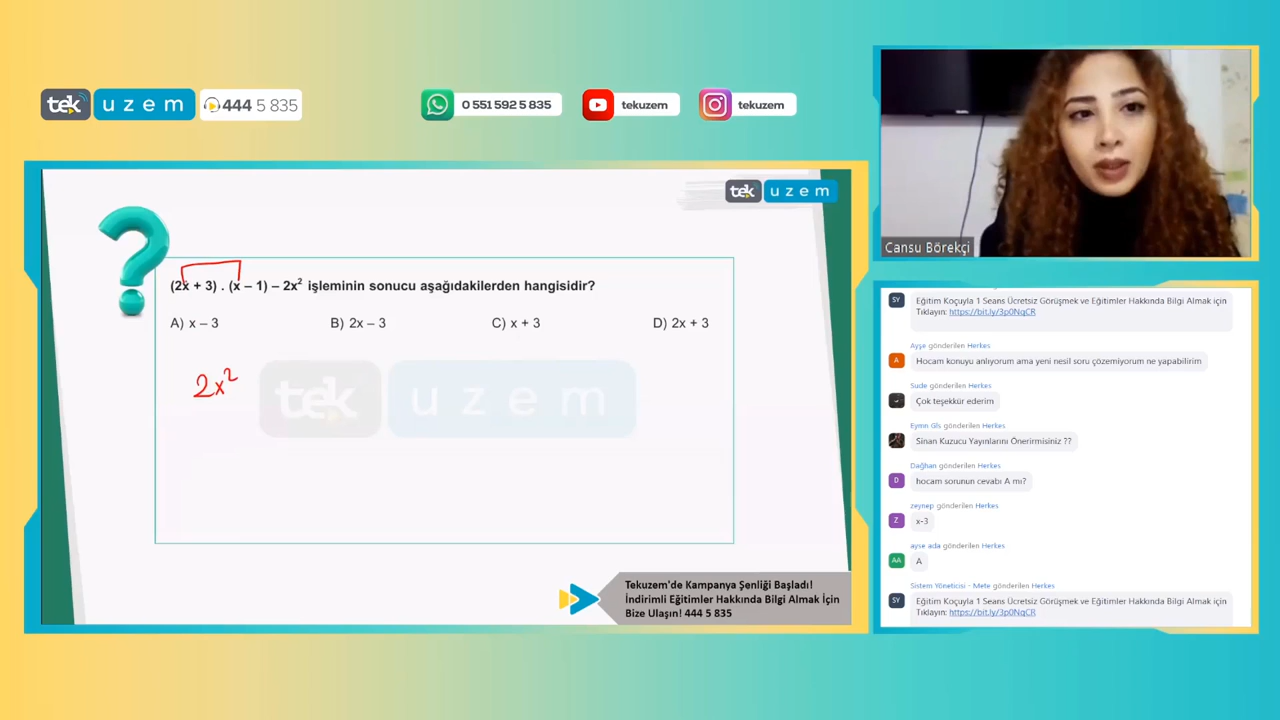 tek uzem 444 5 835
0 551 592 5 835
tekuzem
tekuzem
tek uzem
(2x + 3) . (x – 1) – 2x² işleminin sonucu aşağıdakilerden hangisidir?
A) x – 3 B) 2x – 3 C) x + 3 D) 2x + 3
2x²
tek uzem
Tekuzem'de Kampanya Şenliği Başladı!
İndirimli Eğitimler Hakkında Bilgi Almak İçin
Bize Ulaşın! 444 5 835
Cansu Börekçi
SY
Eğitim Koçuyla 1 Seans Ücretsiz Görüşmek ve Eğitimler Hakkında Bilgi Almak için
Tıklayın: https://bit.ly/3p0NqCR
Ayşe gönderilen Herkes
A
Hocam konuyu anlıyorum ama yeni nesil soru çözemiyorum ne yapabilirim
Sude gönderilen Herkes
Çok teşekkür ederim
Eymn Gls gönderilen Herkes
Sinan Kuzucu Yayınlarını Önerirmisiniz ??
Dağhan gönderilen Herkes
D
hocam sorunun cevabı A mı?
zeynep gönderilen Herkes
Z
x-3
ayse ada gönderilen Herkes
AA
A
Sistem Yöneticisi - Mete gönderilen Herkes
SY
Eğitim Koçuyla 1 Seans Ücretsiz Görüşmek ve Eğitimler Hakkında Bilgi Almak için
Tıklayın: https://bit.ly/3p0NqCR